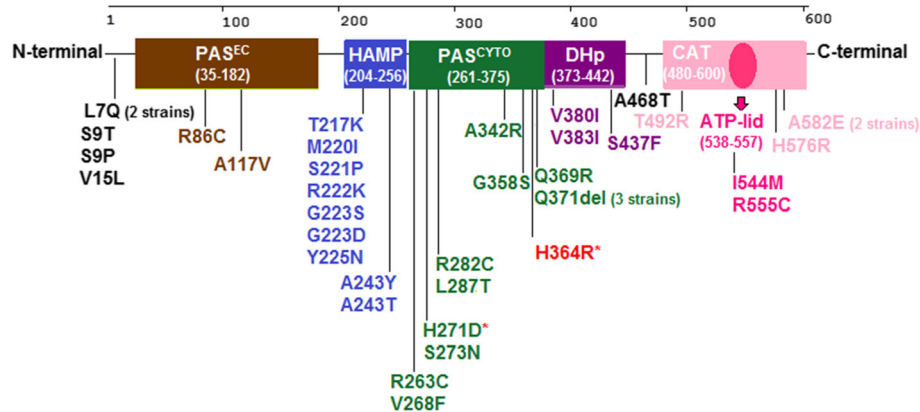 1 100 200 300 400 500 600
N-terminal PAS^EC HAMP PAS^CYTO DHp CAT C-terminal
(35-182) (204-256) (261-375) (373-442) (480-600)
L7Q (2 strains)
S9T
S9P
V15L
R86C
A117V
T217K
M220I
S221P
R222K
G223S
G223D
Y225N
A243Y
A243T
R263C
V268F
H271D*
S273N
R282C
L287T
A342R
G358S
H364R*
Q369R
Q371del (3 strains)
V380I
V383I
S437F
A468T
T492R
ATP-lid
(538-557)
I544M
R555C
H576R
A582E (2 strains)